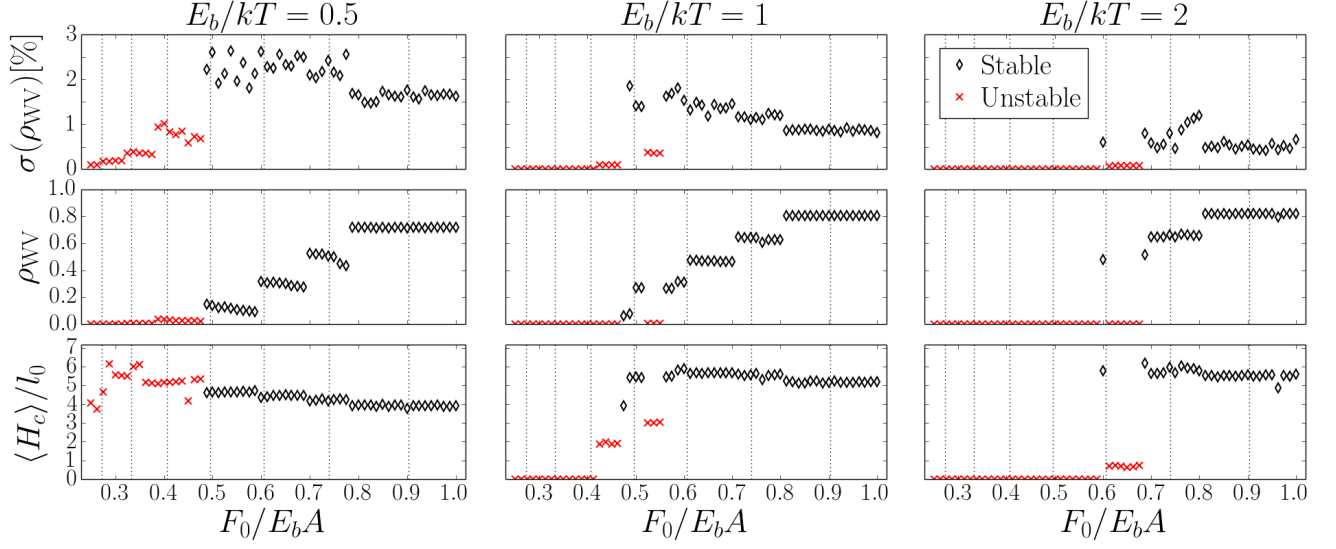 E_b/kT = 0.5
E_b/kT = 1
E_b/kT = 2
σ(ρ_WV)[%]
3
2
1
0
Stable
Unstable
ρ_WV
1.0
0.8
0.6
0.4
0.2
0.0
⟨H_c⟩/l_0
7
6
5
4
3
2
1
0
0.3 0.4 0.5 0.6 0.7 0.8 0.9 1.0
0.3 0.4 0.5 0.6 0.7 0.8 0.9 1.0
0.3 0.4 0.5 0.6 0.7 0.8 0.9 1.0
F_0/E_bA
F_0/E_bA
F_0/E_bA